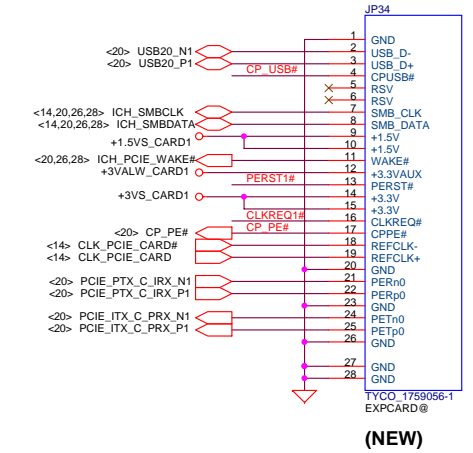 JP34
1 GND
<20> USB20_N1 2 USB_D-
<20> USB20_P1 3 USB_D+
CP_USB# 4 CPUSB#
5 RSV
6 RSV
<14,20,26,28> ICH_SMBCLK 7 SMB_CLK
<14,20,26,28> ICH_SMBDATA 8 SMB_DATA
+1.5VS_CARD1 9 +1.5V
10 +1.5V
<20,26,28> ICH_PCIE_WAKE# 11 WAKE#
+3VALW_CARD1 12 +3.3VAUX
PERST1# 13 PERST#
+3VS_CARD1 14 +3.3V
15 +3.3V
CLKREQ1# 16 CLKREQ#
<20> CP_PE# CP_PE# 17 CPPE#
<14> CLK_PCIE_CARD# 18 REFCLK-
<14> CLK_PCIE_CARD 19 REFCLK+
20 GND
<20> PCIE_PTX_C_IRX_N1 21 PERn0
<20> PCIE_PTX_C_IRX_P1 22 PERp0
23 GND
<20> PCIE_ITX_C_PRX_N1 24 PETn0
<20> PCIE_ITX_C_PRX_P1 25 PETp0
26 GND
27 GND
28 GND
TYCO_1759056-1
EXPCARD@
(NEW)